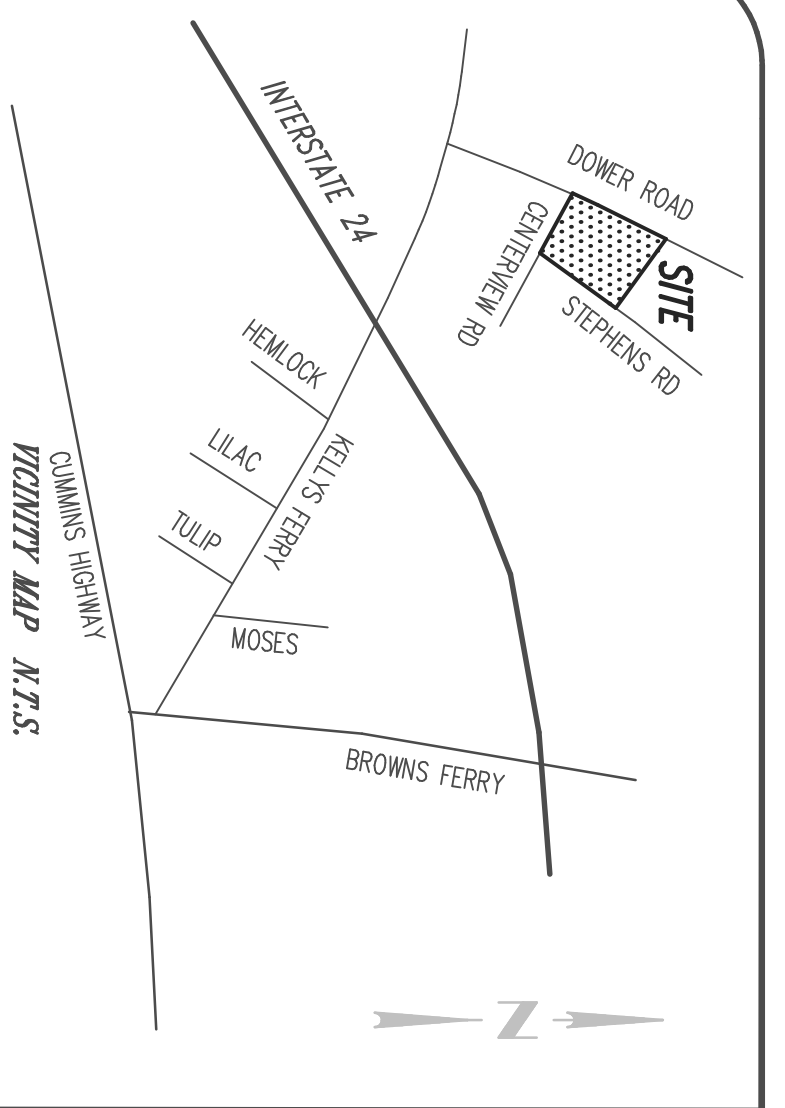 DOWER ROAD
SITE
STEPHENS RD
CENTERVIEW RD
INTERSTATE 24
HEMLOCK
LILAC
TULIP
KELLYS FERRY
MOSES
BROWNS FERRY
CUMMINS HIGHWAY
N
VICINITY MAP N.T.S.